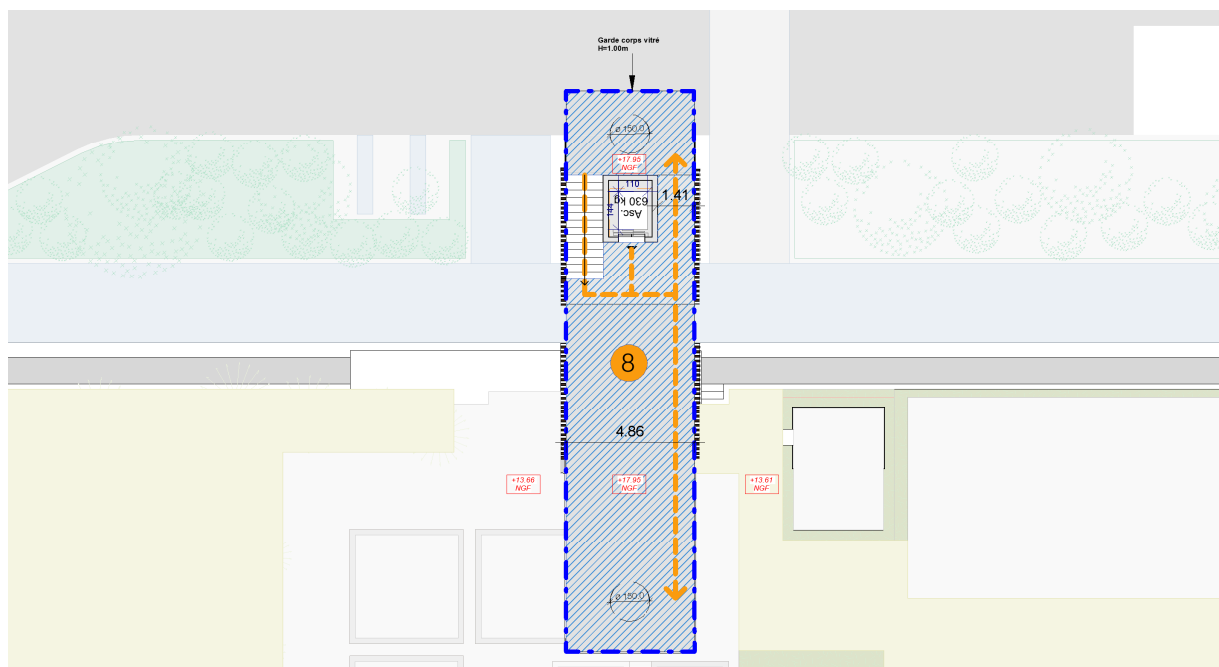 Garde corps vitré
H=1.00m
ø 150.0
+17.95
NGF
110
1.41
144
Asc.
630 kg
8
4.86
+13.66
NGF
+17.95
NGF
+13.61
NGF
ø 150.0